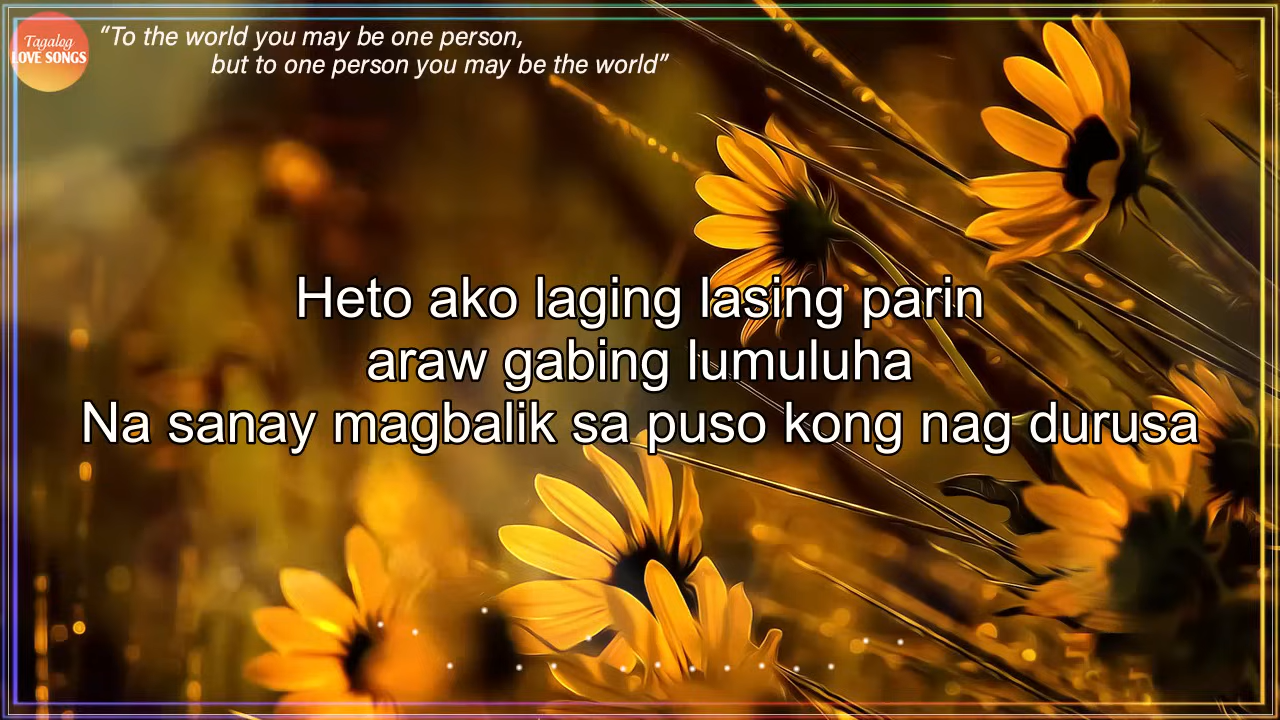 Tagalog
LOVE SONGS
“To the world you may be one person,
but to one person you may be the world”
Heto ako laging lasing parin
araw gabing lumuluha
Na sanay magbalik sa puso kong nag durusa